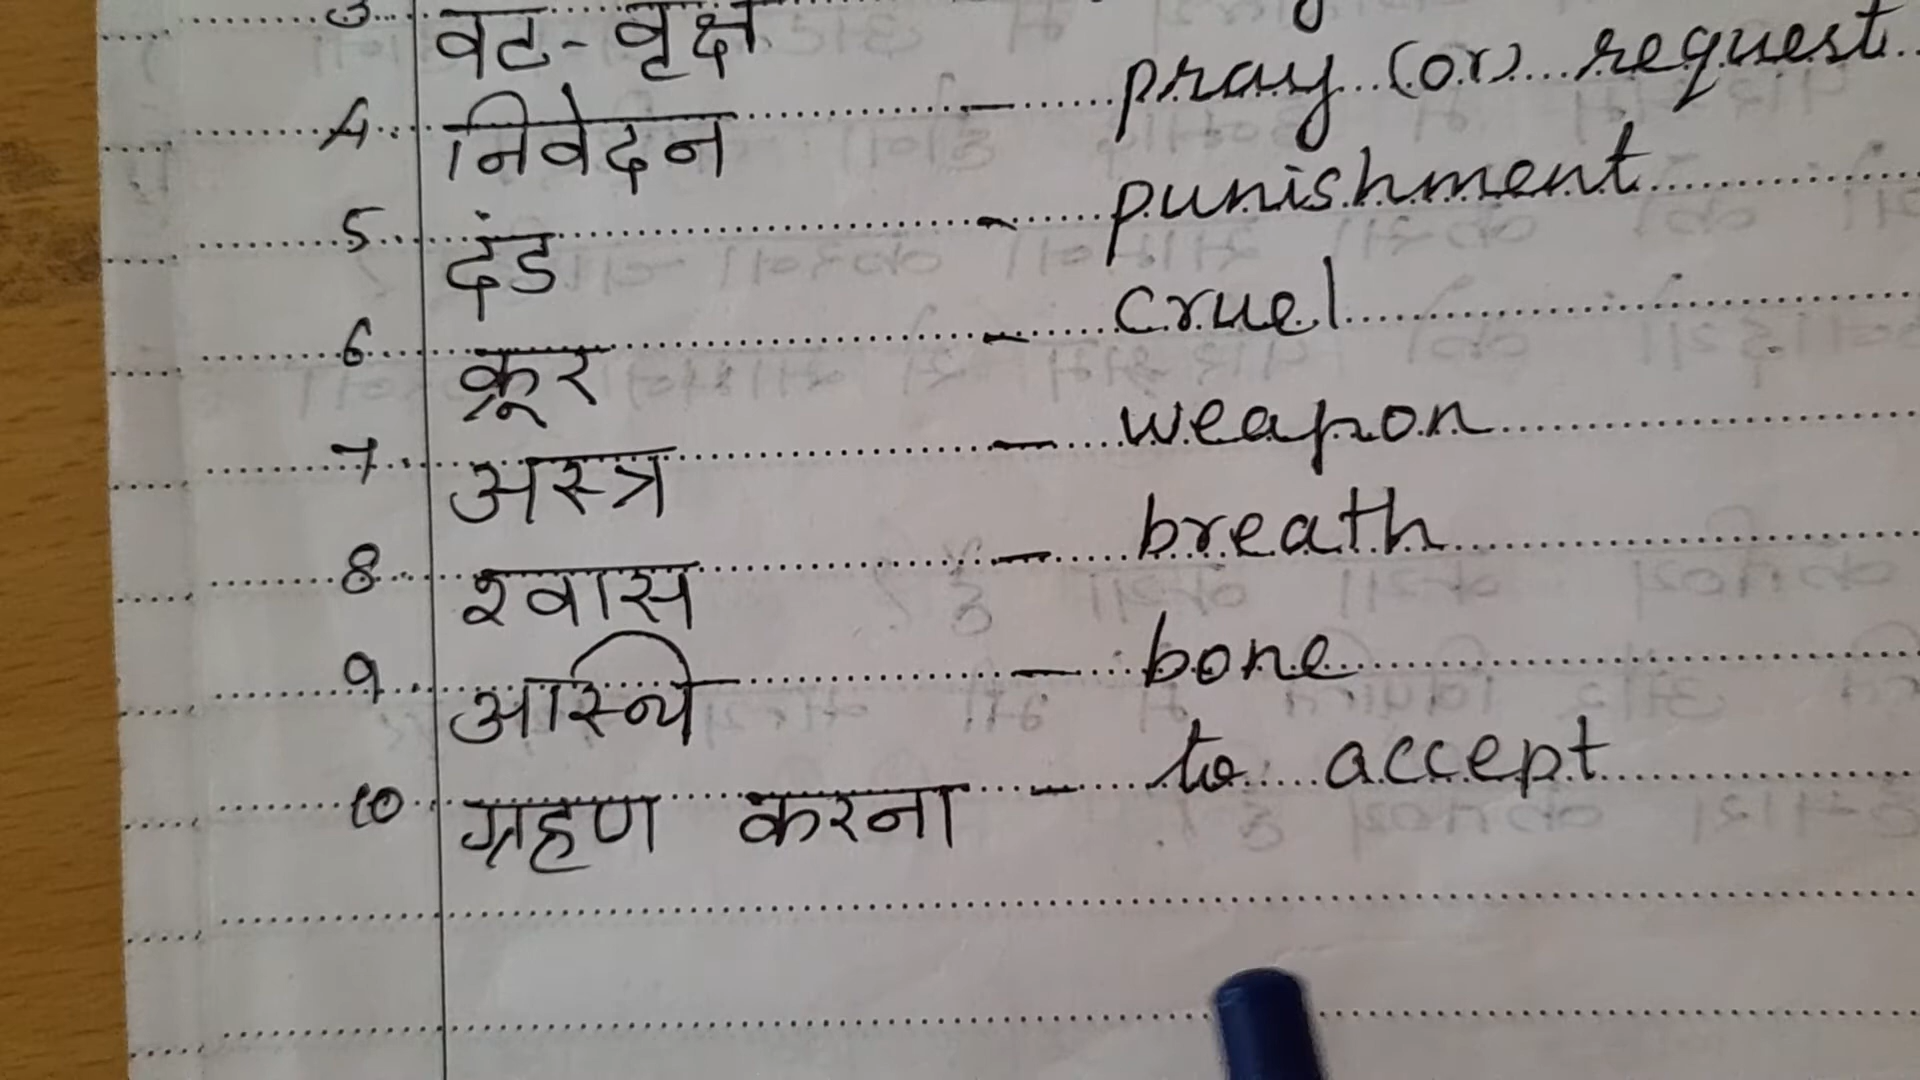 3. वट-वृक्ष
4. निवेदन - pray (or) request
5. दंड - punishment
6. क्रूर - cruel
7. अस्त्र - weapon
8. श्वास - breath
9. अस्थि - bone
10. ग्रहण करना - to accept